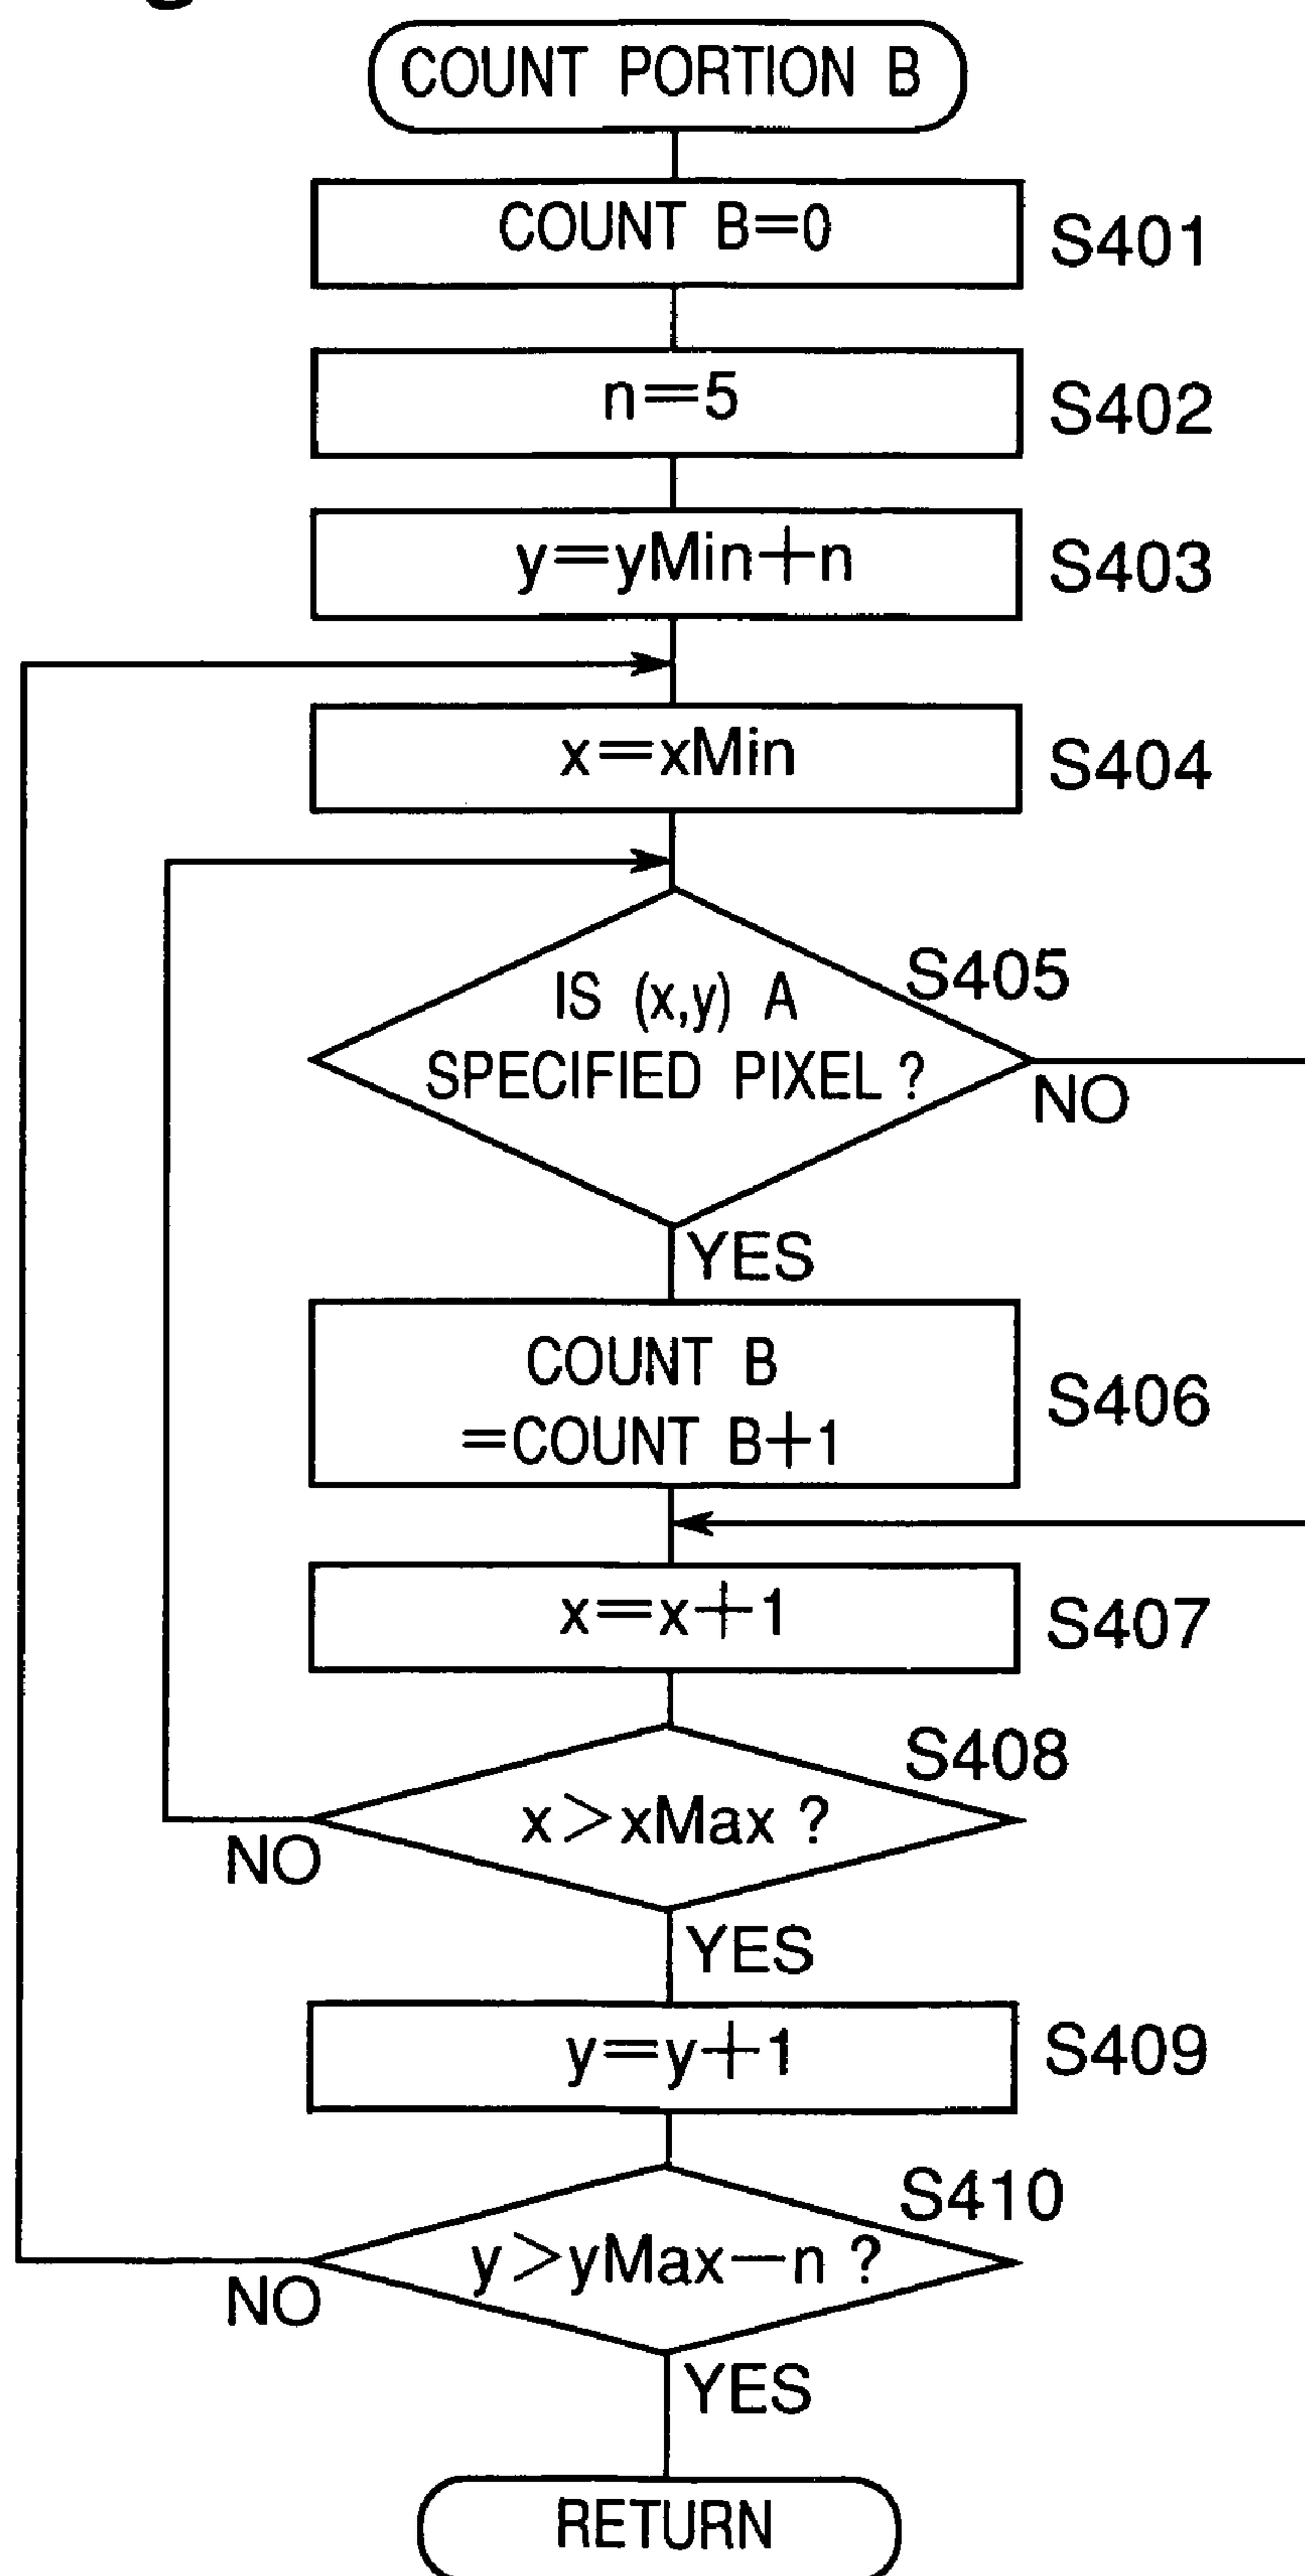 COUNT PORTION B
COUNT B=0
S401
n=5
S402
y=yMin+n
S403
x=xMin
S404
S405
IS (x,y) A
SPECIFIED PIXEL ?
NO
YES
COUNT B
=COUNT B+1
S406
x=x+1
S407
S408
x>xMax ?
NO
YES
y=y+1
S409
S410
y>yMax-n ?
NO
YES
RETURN